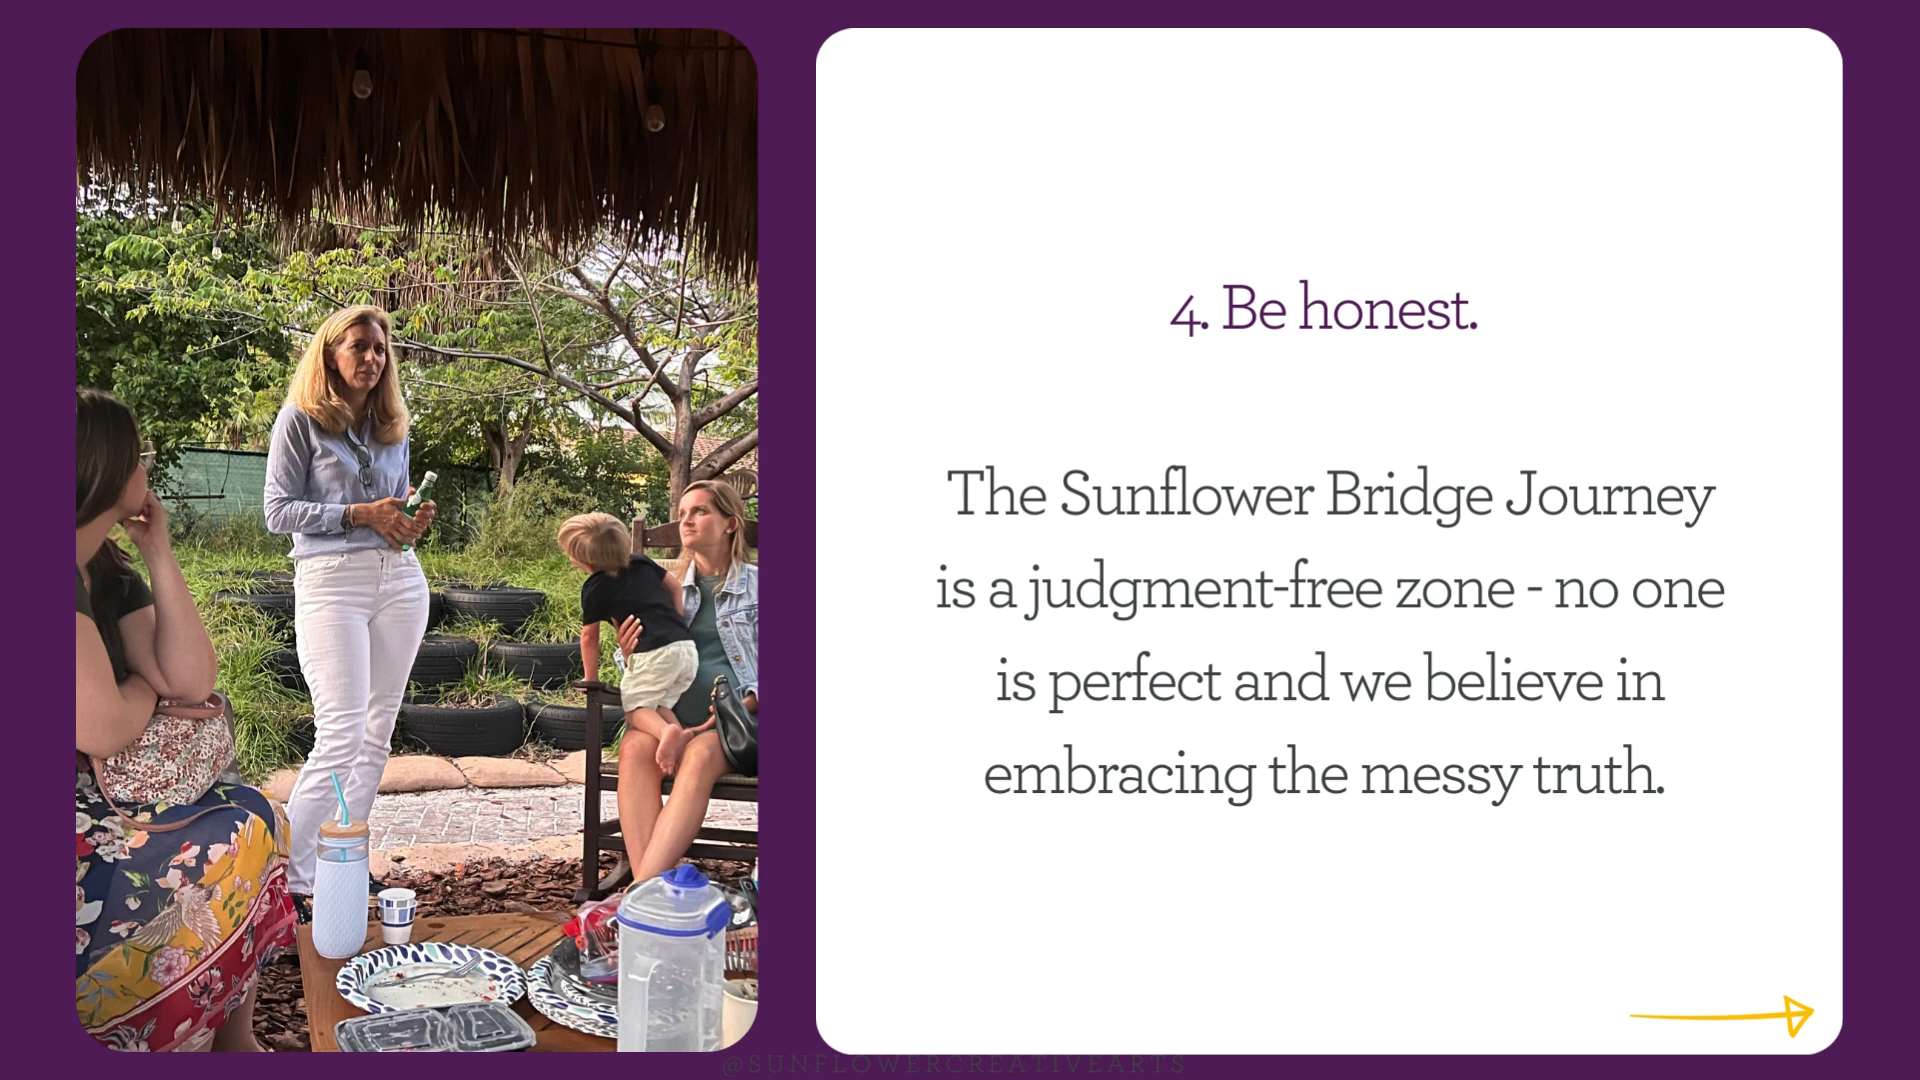 4. Be honest.
The Sunflower Bridge Journey
is a judgment-free zone - no one
is perfect and we believe in
embracing the messy truth.
@SUNFLOWERCREATIVEARTS